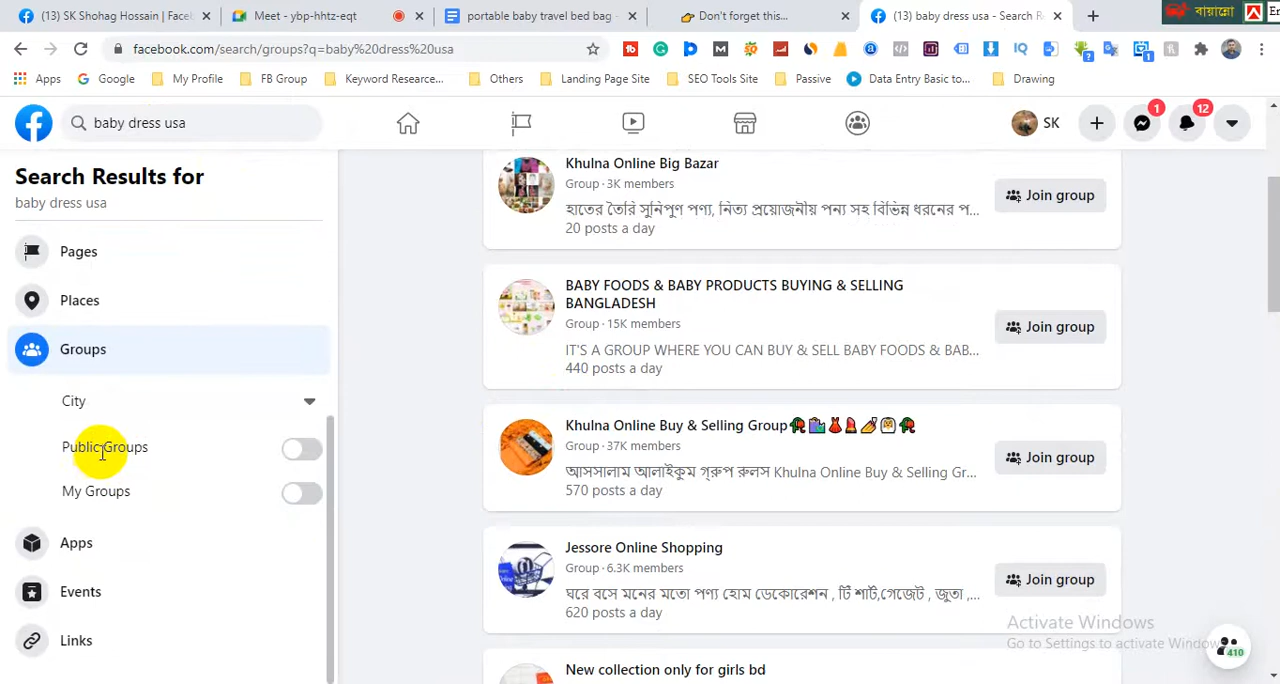 (13) SK Shohag Hossain | Faceb
Meet - ybp-hhtz-eqt
portable baby travel bed bag -
Don't forget this...
(13) baby dress usa - Search Re
বায়ান্নো
En
facebook.com/search/groups?q=baby%20dress%20usa
Apps
Google
My Profile
FB Group
Keyword Researc...
Others
Landing Page Site
SEO Tools Site
Passive
Data Entry Basic to...
Drawing
baby dress usa
SK
1
12
Search Results for
baby dress usa
Pages
Places
Groups
City
Public Groups
My Groups
Apps
Events
Links
Khulna Online Big Bazar
Group · 3K members
হাতের তৈরি সুনিপুণ পণ্য, নিত্য প্রয়োজনীয় পন্য সহ বিভিন্ন ধরনের প...
20 posts a day
Join group
BABY FOODS & BABY PRODUCTS BUYING & SELLING
BANGLADESH
Group · 15K members
IT'S A GROUP WHERE YOU CAN BUY & SELL BABY FOODS & BAB...
440 posts a day
Join group
Khulna Online Buy & Selling Group
Group · 37K members
আসসালাম আলাইকুম গ্রুপ রুলস Khulna Online Buy & Selling Gr...
570 posts a day
Join group
Jessore Online Shopping
Group · 6.3K members
ঘরে বসে মনের মতো পণ্য হোম ডেকোরেশন , টি শার্ট,গেজেট , জুতা ,...
620 posts a day
Join group
New collection only for girls bd
Activate Windows
Go to Settings to activate Window
410